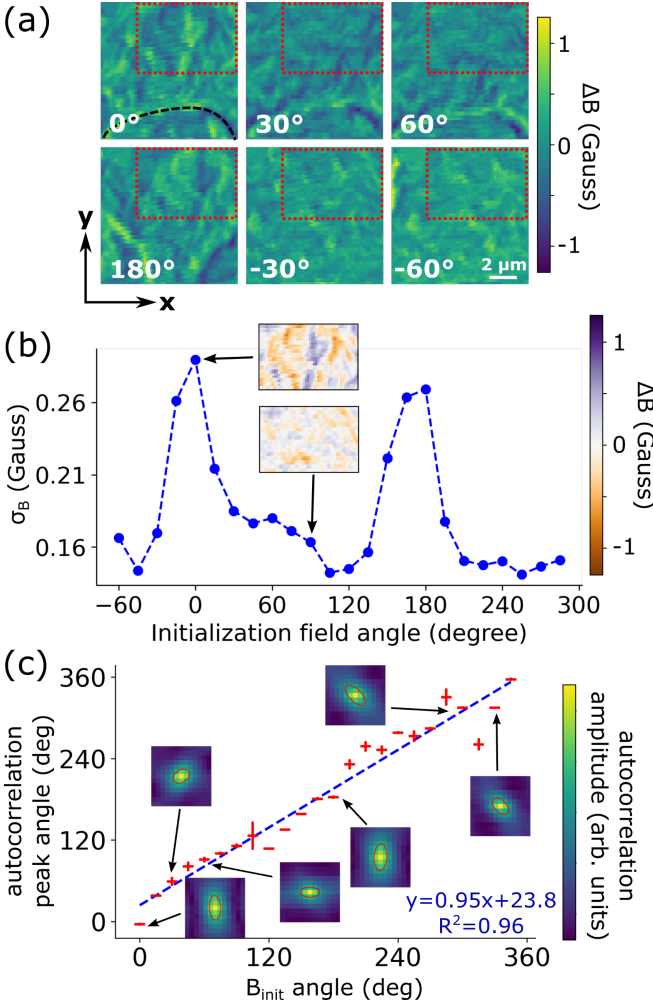 (a)
0°
30°
60°
180°
-30°
-60°
2 μm
y
x
1
0
-1
ΔB (Gauss)
(b)
0.26
0.21
0.16
σB (Gauss)
−60
0
60
120
180
240
300
Initialization field angle (degree)
1
0
−1
ΔB (Gauss)
(c)
360
240
120
0
autocorrelation
peak angle (deg)
y=0.95x+23.8
R²=0.96
0
120
240
360
Binit angle (deg)
autocorrelation
amplitude (arb. units)